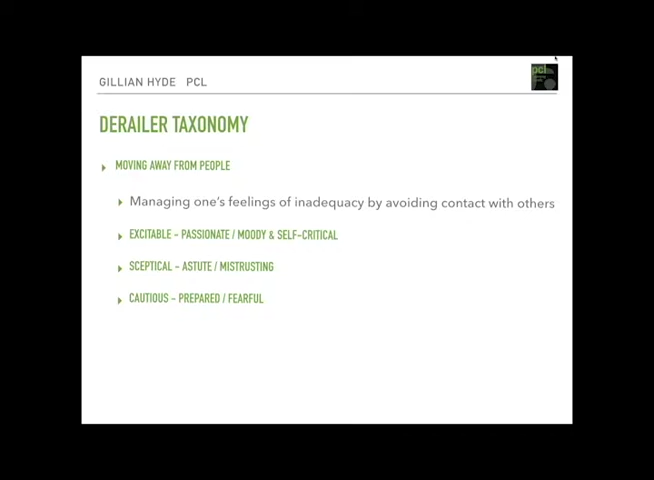 GILLIAN HYDE PCL
pcl
DERAILER TAXONOMY
MOVING AWAY FROM PEOPLE
Managing one's feelings of inadequacy by avoiding contact with others
EXCITABLE - PASSIONATE / MOODY & SELF-CRITICAL
SCEPTICAL - ASTUTE / MISTRUSTING
CAUTIOUS - PREPARED / FEARFUL